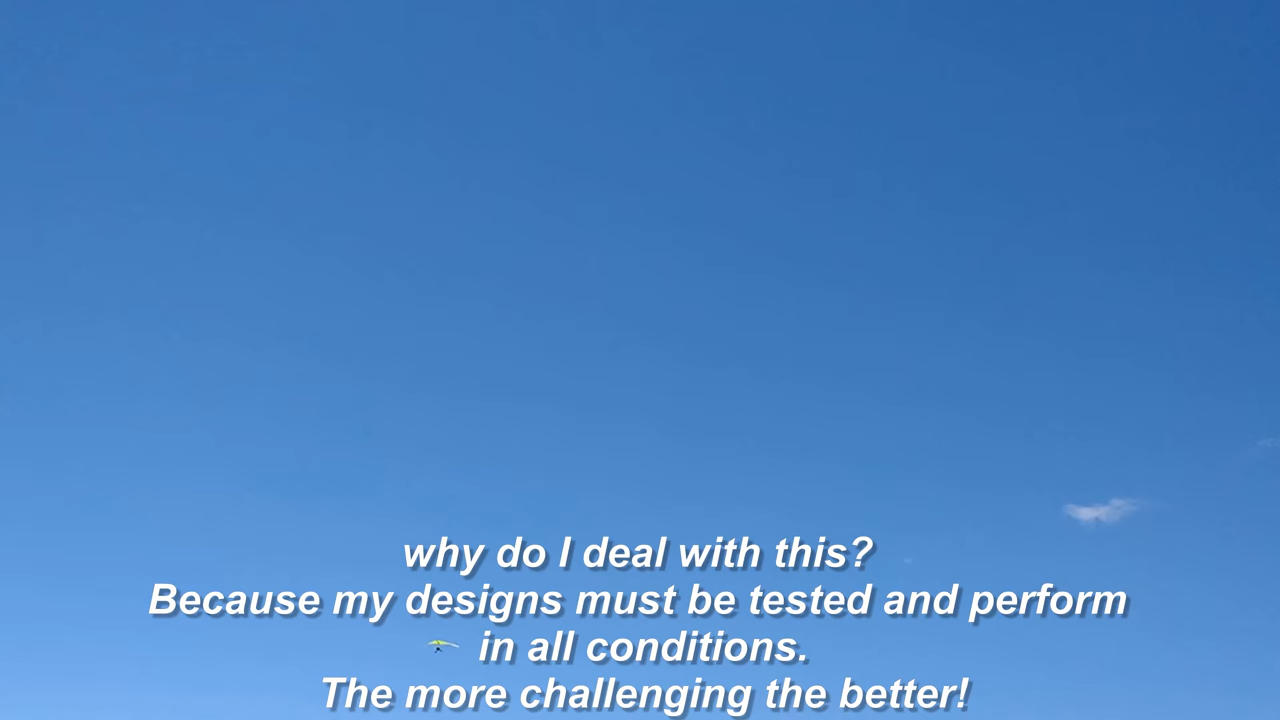 why do I deal with this?
Because my designs must be tested and perform
in all conditions.
The more challenging the better!